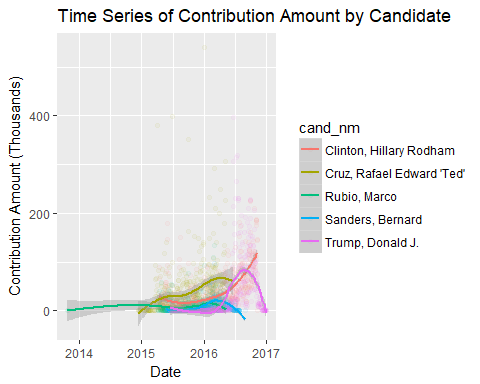 Time Series of Contribution Amount by Candidate
Contribution Amount (Thousands)
400
200
0
2014 2015 2016 2017
Date
cand_nm
Clinton, Hillary Rodham
Cruz, Rafael Edward 'Ted'
Rubio, Marco
Sanders, Bernard
Trump, Donald J.